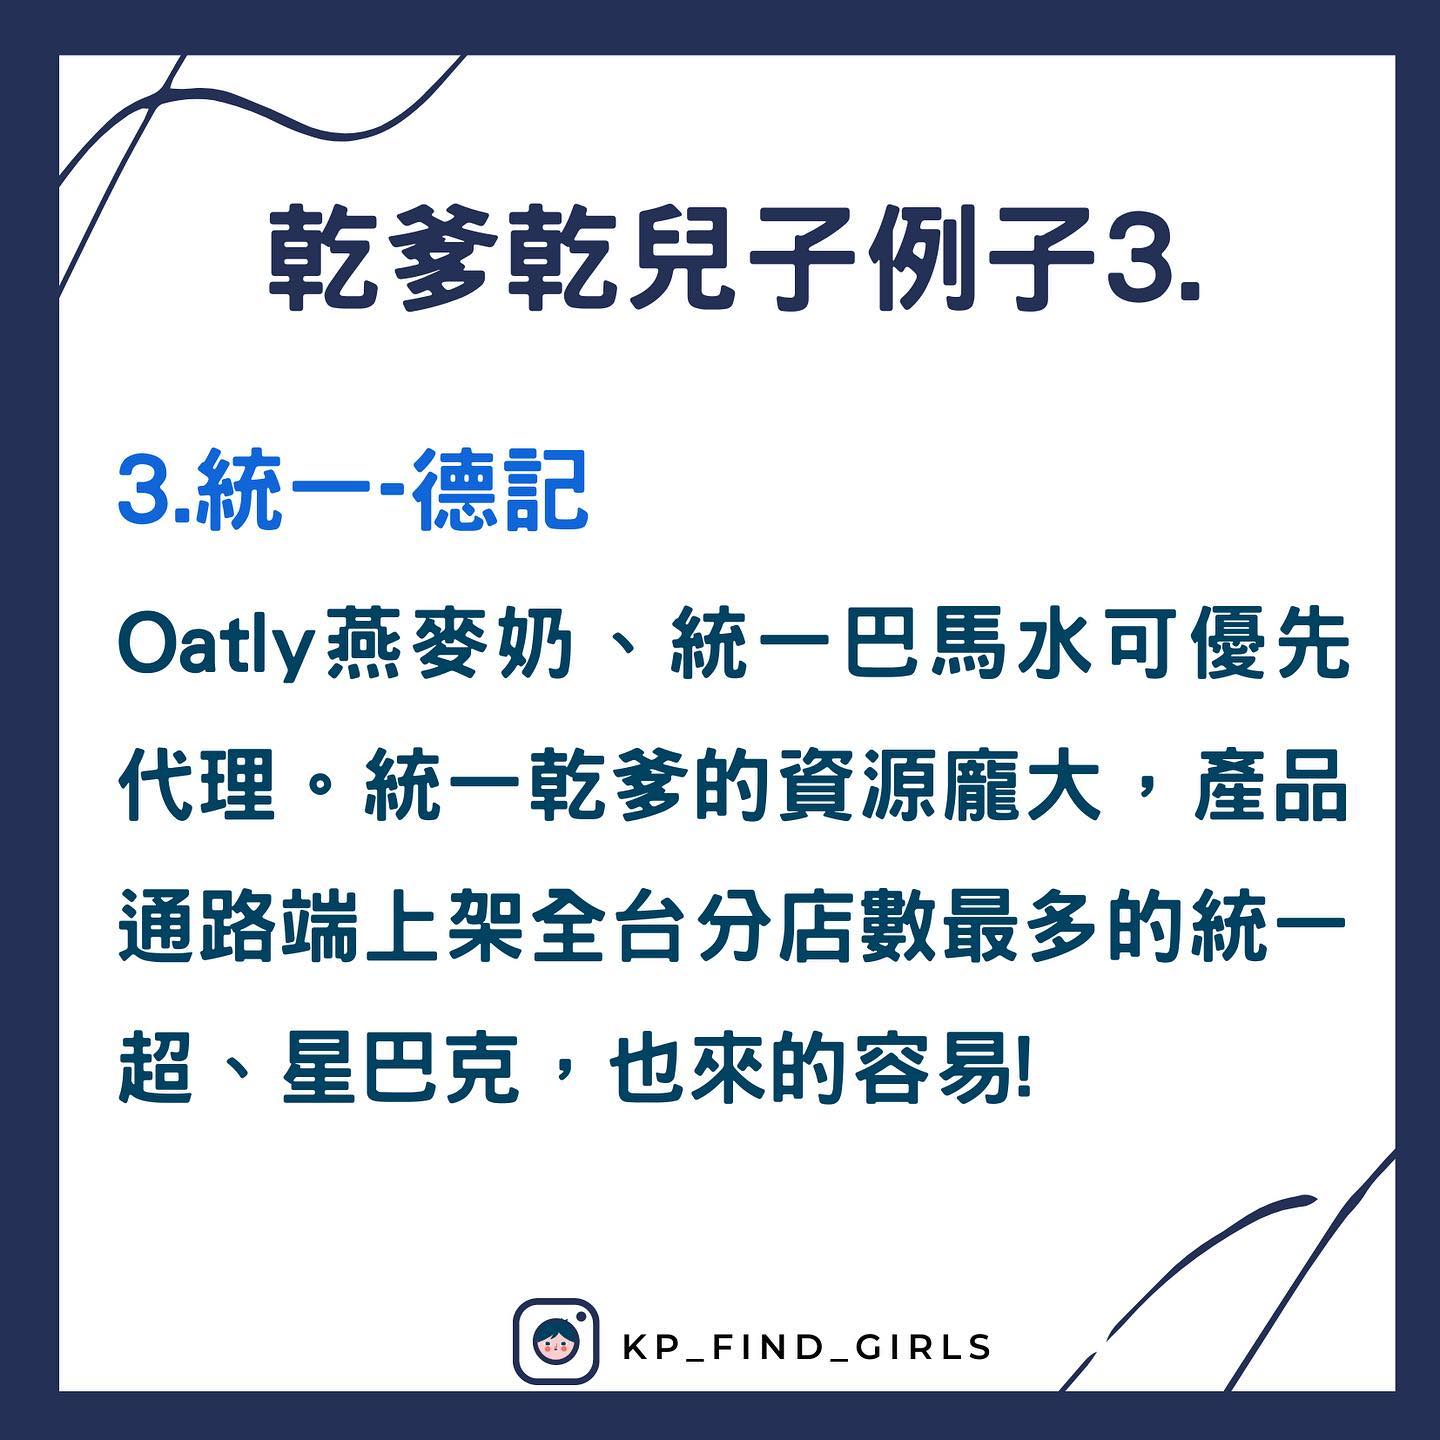 乾爹乾兒子例子3.
3.統一-德記
Oatly燕麥奶、統一巴馬水可優先
代理。統一乾爹的資源龐大，產品
通路端上架全台分店數最多的統一
超、星巴克，也來的容易!
KP_FIND_GIRLS